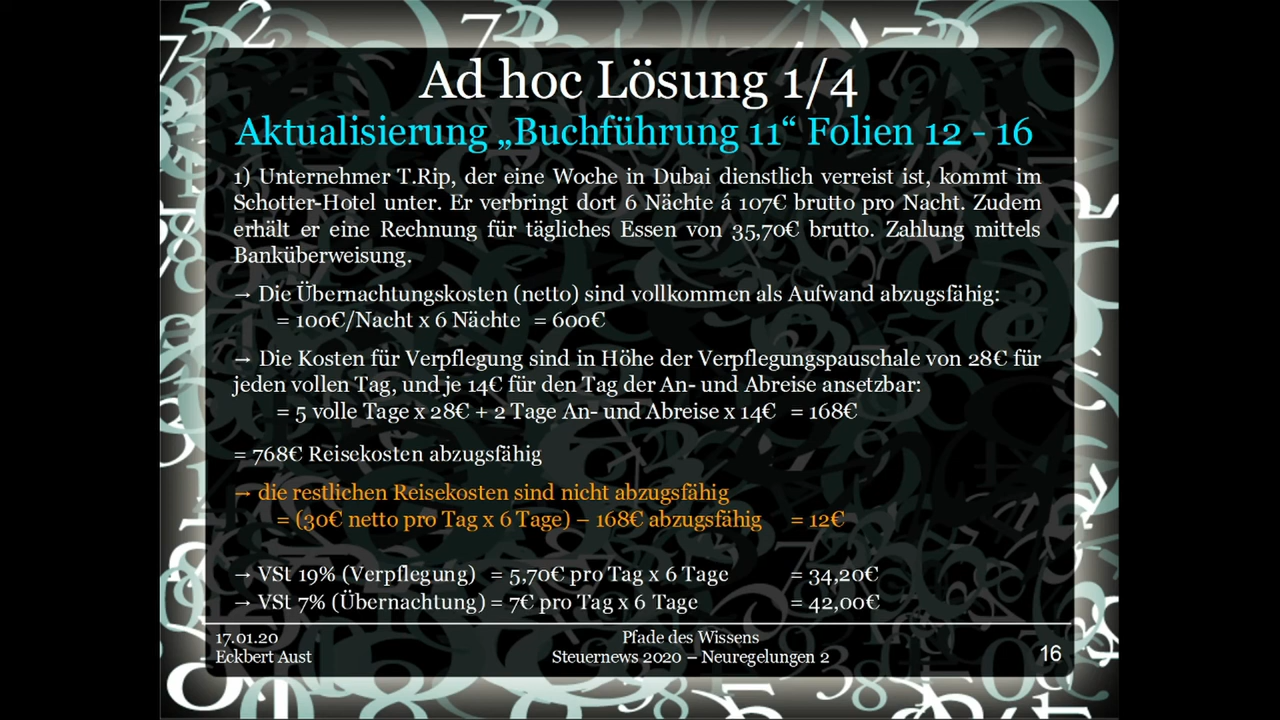 Ad hoc Lösung 1/4
Aktualisierung „Buchführung 11“ Folien 12 - 16
1) Unternehmer T.Rip, der eine Woche in Dubai dienstlich verreist ist, kommt im
Schotter-Hotel unter. Er verbringt dort 6 Nächte á 107€ brutto pro Nacht. Zudem
erhält er eine Rechnung für tägliches Essen von 35,70€ brutto. Zahlung mittels
Banküberweisung.
→ Die Übernachtungskosten (netto) sind vollkommen als Aufwand abzugsfähig:
= 100€/Nacht x 6 Nächte = 600€
→ Die Kosten für Verpflegung sind in Höhe der Verpflegungspauschale von 28€ für
jeden vollen Tag, und je 14€ für den Tag der An- und Abreise ansetzbar:
= 5 volle Tage x 28€ + 2 Tage An- und Abreise x 14€ = 168€
= 768€ Reisekosten abzugsfähig
→ die restlichen Reisekosten sind nicht abzugsfähig
= (30€ netto pro Tag x 6 Tage) – 168€ abzugsfähig = 12€
→ VSt 19% (Verpflegung) = 5,70€ pro Tag x 6 Tage = 34,20€
→ VSt 7% (Übernachtung) = 7€ pro Tag x 6 Tage = 42,00€
17.01.20 Pfade des Wissens
Eckbert Aust Steuernews 2020 – Neuregelungen 2 16